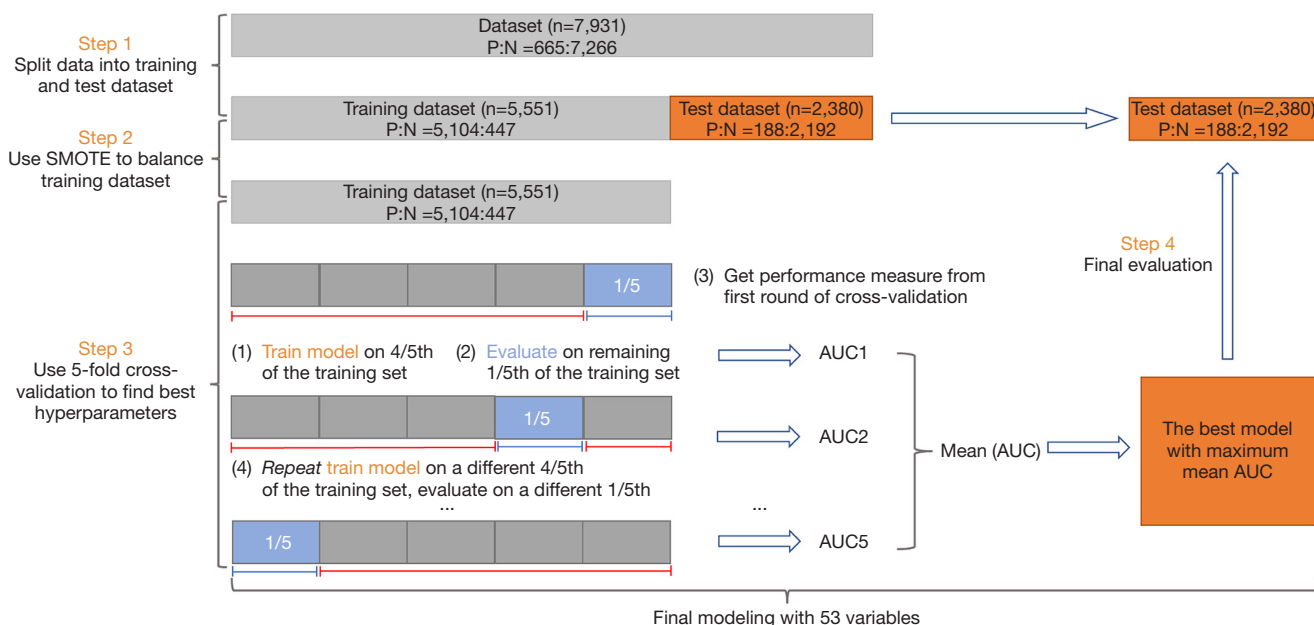 Step 1
Split data into training
and test dataset
Dataset (n=7,931)
P:N =665:7,266
Training dataset (n=5,551)
P:N =5,104:447
Test dataset (n=2,380)
P:N =188:2,192
Test dataset (n=2,380)
P:N =188:2,192
Step 2
Use SMOTE to balance
training dataset
Training dataset (n=5,551)
P:N =5,104:447
Step 3
Use 5-fold cross-
validation to find best
hyperparameters
1/5
(3) Get performance measure from
first round of cross-validation
(1) Train model on 4/5th
of the training set
(2) Evaluate on remaining
1/5th of the training set
AUC1
1/5
AUC2
(4) Repeat train model on a different 4/5th
of the training set, evaluate on a different 1/5th
...
...
1/5
AUC5
Mean (AUC)
The best model
with maximum
mean AUC
Step 4
Final evaluation
Final modeling with 53 variables